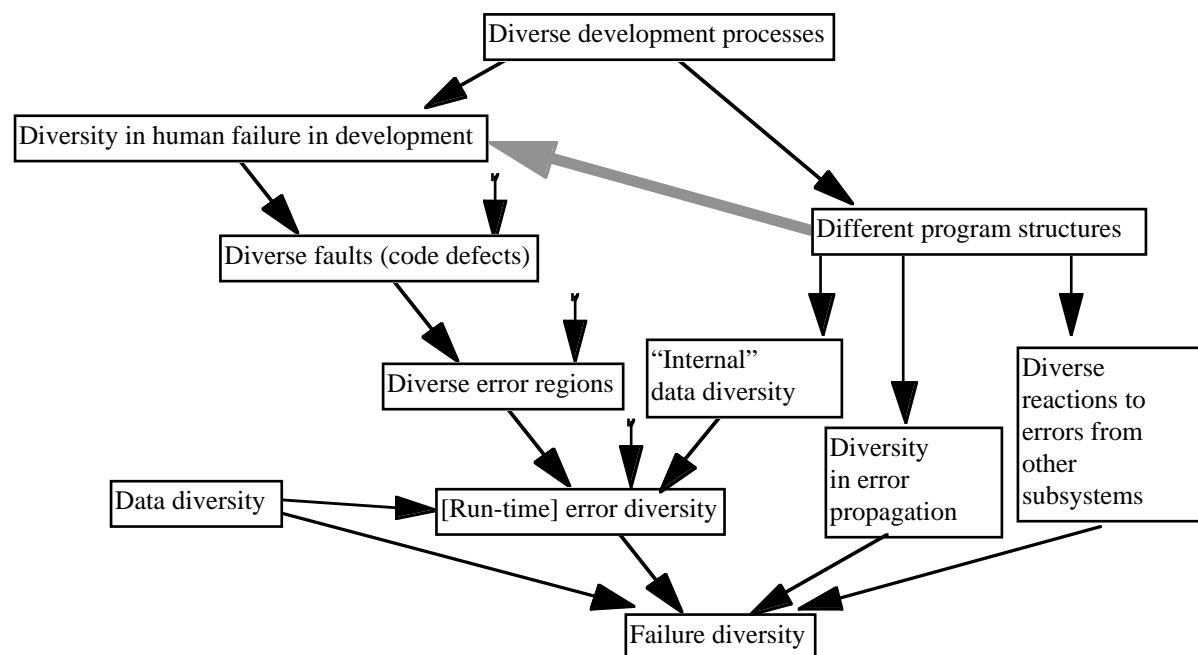 Diverse development processes
Diversity in human failure in development
Different program structures
Diverse faults (code defects)
“Internal”
data diversity
Diverse error regions
Diverse
reactions to
errors from
other
subsystems
Diversity
in error
propagation
Data diversity
[Run-time] error diversity
Failure diversity